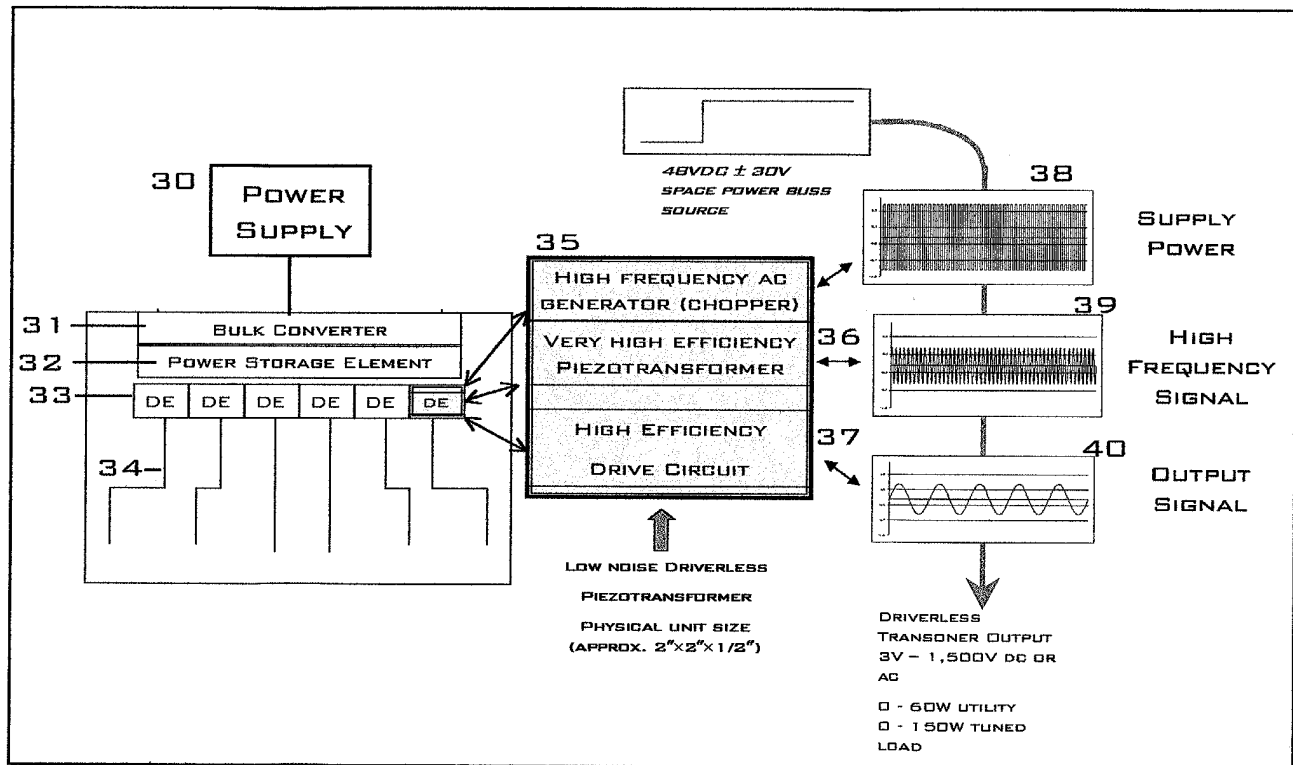 30
POWER
SUPPLY
31
BULK CONVERTER
32
POWER STORAGE ELEMENT
33
DE DE DE DE DE DE
34
48VDC ± 30V
SPACE POWER BUSS
SOURCE
35
HIGH FREQUENCY AC
GENERATOR (CHOPPER)
VERY HIGH EFFICIENCY
PIEZOTRANSFORMER
36
HIGH EFFICIENCY
DRIVE CIRCUIT
37
LOW NOISE DRIVERLESS
PIEZOTRANSFORMER
PHYSICAL UNIT SIZE
(APPROX. 2"×2"×1/2")
38
SUPPLY
POWER
39
HIGH
FREQUENCY
SIGNAL
40
OUTPUT
SIGNAL
DRIVERLESS
TRANSONER OUTPUT
3V – 1,500V DC OR
AC
0 - 60W UTILITY
0 - 150W TUNED
LOAD